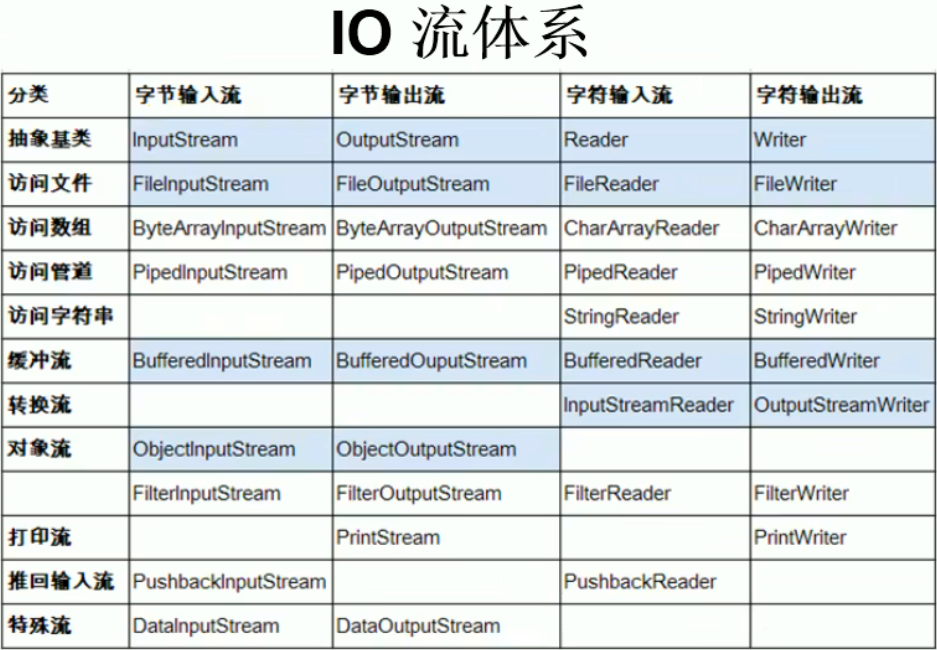 IO 流体系
分类 字节输入流 字节输出流 字符输入流 字符输出流
抽象基类 InputStream OutputStream Reader Writer
访问文件 FileInputStream FileOutputStream FileReader FileWriter
访问数组 ByteArrayInputStream ByteArrayOutputStream CharArrayReader CharArrayWriter
访问管道 PipedInputStream PipedOutputStream PipedReader PipedWriter
访问字符串 StringReader StringWriter
缓冲流 BufferedInputStream BufferedOuputStream BufferedReader BufferedWriter
转换流 InputStreamReader OutputStreamWriter
对象流 ObjectInputStream ObjectOutputStream
FilterInputStream FilterOutputStream FilterReader FilterWriter
打印流 PrintStream PrintWriter
推回输入流 PushbackInputStream PushbackReader
特殊流 DataInputStream DataOutputStream